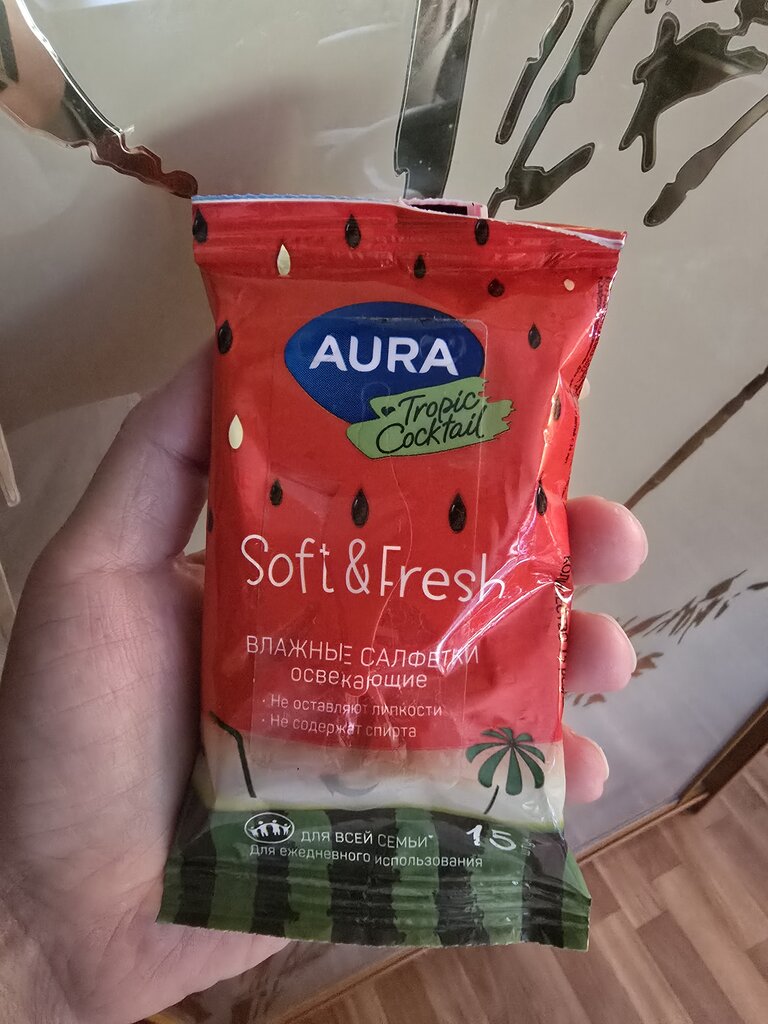 AURA
Tropic
Cocktail
Soft & Fresh
ВЛАЖНЫЕ САЛФЕТКИ
освежающие
· Не оставляют липкости
· Не содержат спирта
ДЛЯ ВСЕЙ СЕМЬИ*
Для ежедневного использования
15